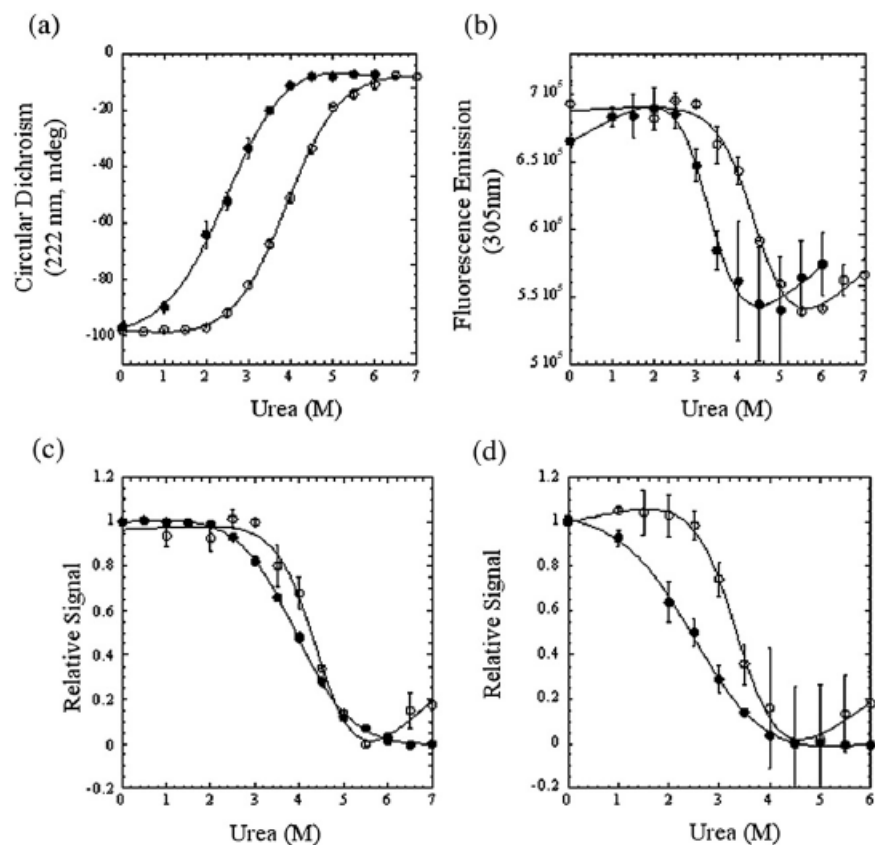 (a)
0
-20
-40
-60
-80
-100
Circular Dichroism
(222 nm, mdeg)
0 1 2 3 4 5 6 7
Urea (M)
(b)
7 10⁵
6.5 10⁵
6 10⁵
5.5 10⁵
5 10⁵
Fluorescence Emission
(305nm)
0 1 2 3 4 5 6 7
Urea (M)
(c)
1.2
1
0.8
0.6
0.4
0.2
0
-0.2
Relative Signal
0 1 2 3 4 5 6 7
Urea (M)
(d)
1.2
1
0.8
0.6
0.4
0.2
0
-0.2
Relative Signal
0 1 2 3 4 5 6
Urea (M)